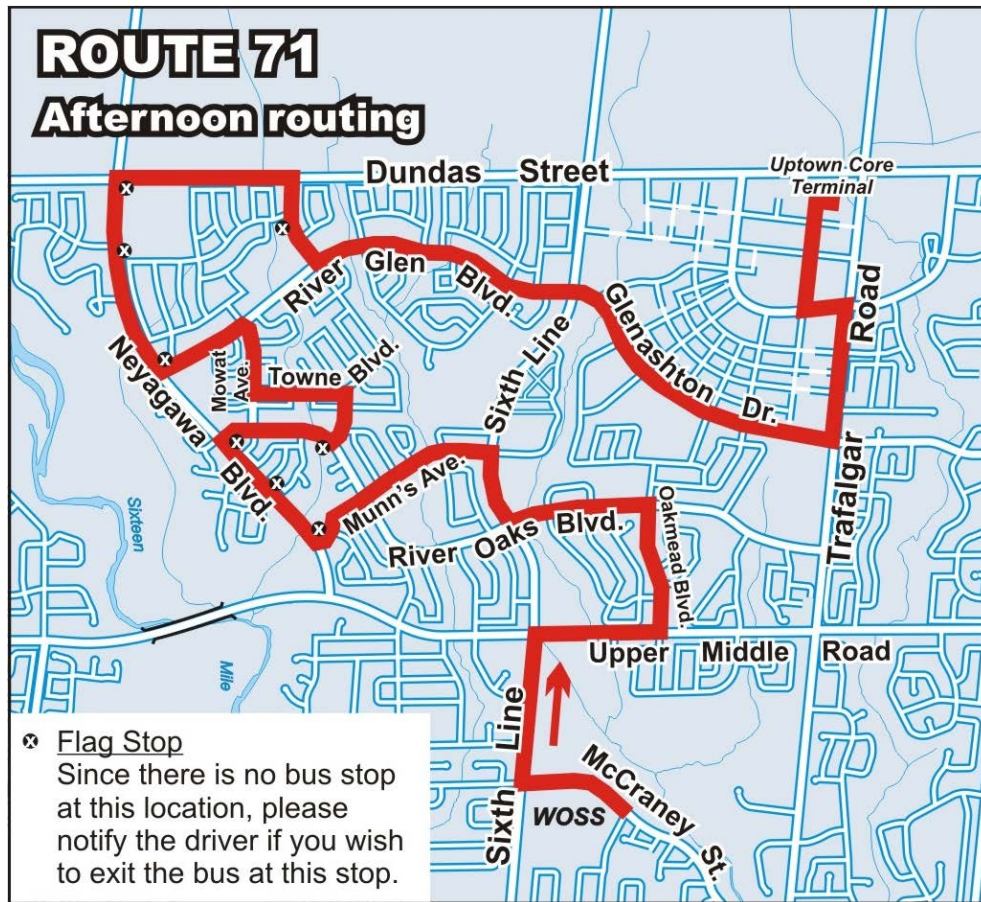 ROUTE 71
Afternoon routing
Dundas Street
Uptown Core
Terminal
River Glen Blvd.
Glenashton Dr.
Road
Trafalgar
Neyagawa
Blvd.
Mowat
Ave.
Towne Blvd.
Sixth Line
Munn's Ave.
River Oaks Blvd.
Oakmead Blvd.
Sixteen
Mile
Upper Middle Road
Sixth Line
McCraney St.
WOSS
Flag Stop
Since there is no bus stop
at this location, please
notify the driver if you wish
to exit the bus at this stop.